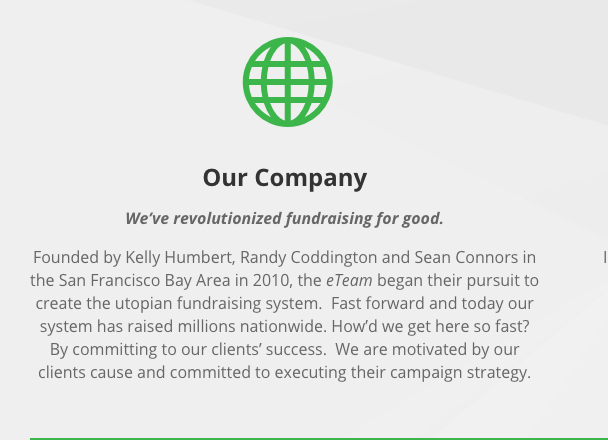 Our Company
We've revolutionized fundraising for good.
Founded by Kelly Humbert, Randy Coddington and Sean Connors in
the San Francisco Bay Area in 2010, the eTeam began their pursuit to
create the utopian fundraising system.  Fast forward and today our
system has raised millions nationwide. How'd we get here so fast?
By committing to our clients' success.  We are motivated by our
clients cause and committed to executing their campaign strategy.